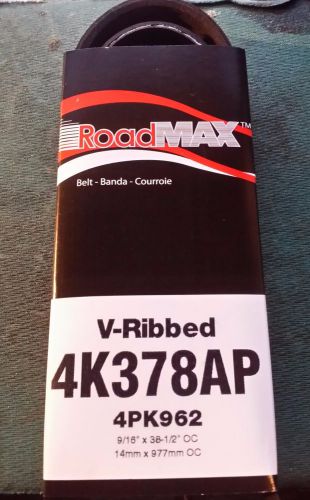 RoadMAX™
Belt - Banda - Courroie
V-Ribbed
4K378AP
4PK962
9/16" x 38-1/2" OC
14mm x 977mm OC